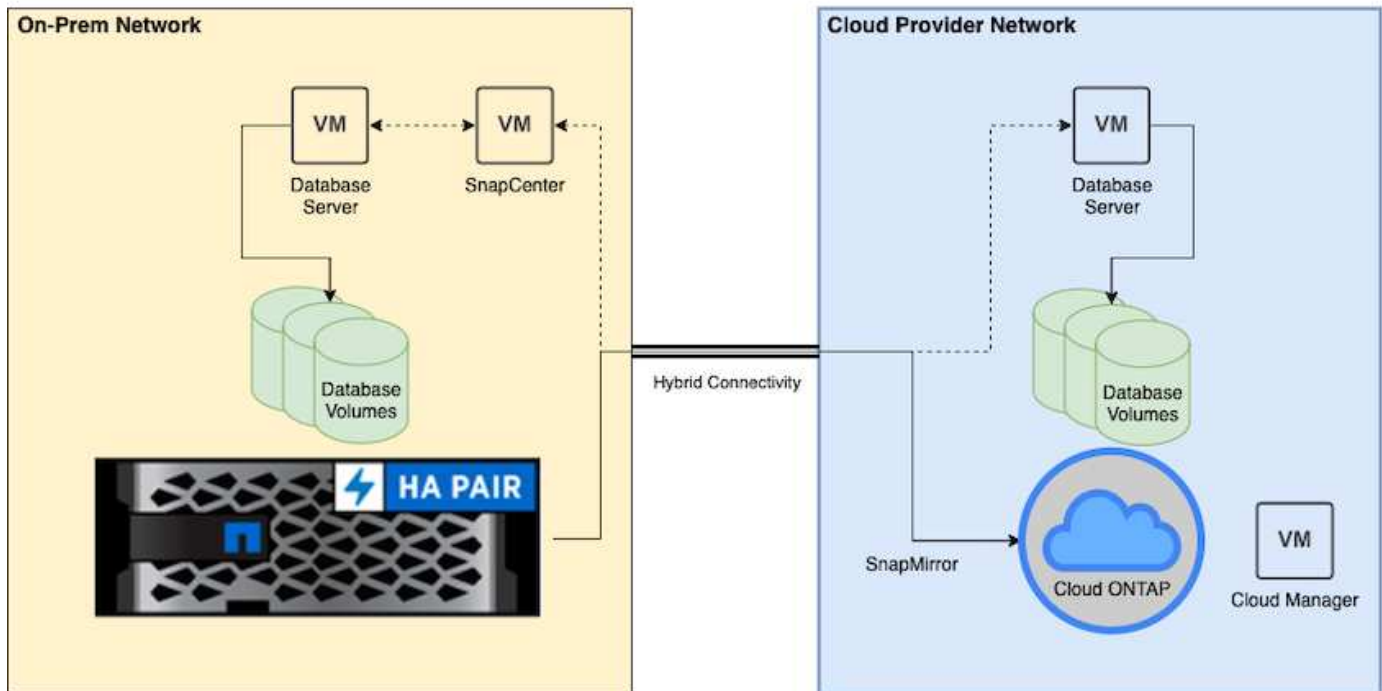 On-Prem Network
VM
VM
Database
Server
SnapCenter
Database
Volumes
HA PAIR
Hybrid Connectivity
Cloud Provider Network
VM
Database
Server
Database
Volumes
SnapMirror
Cloud ONTAP
VM
Cloud Manager